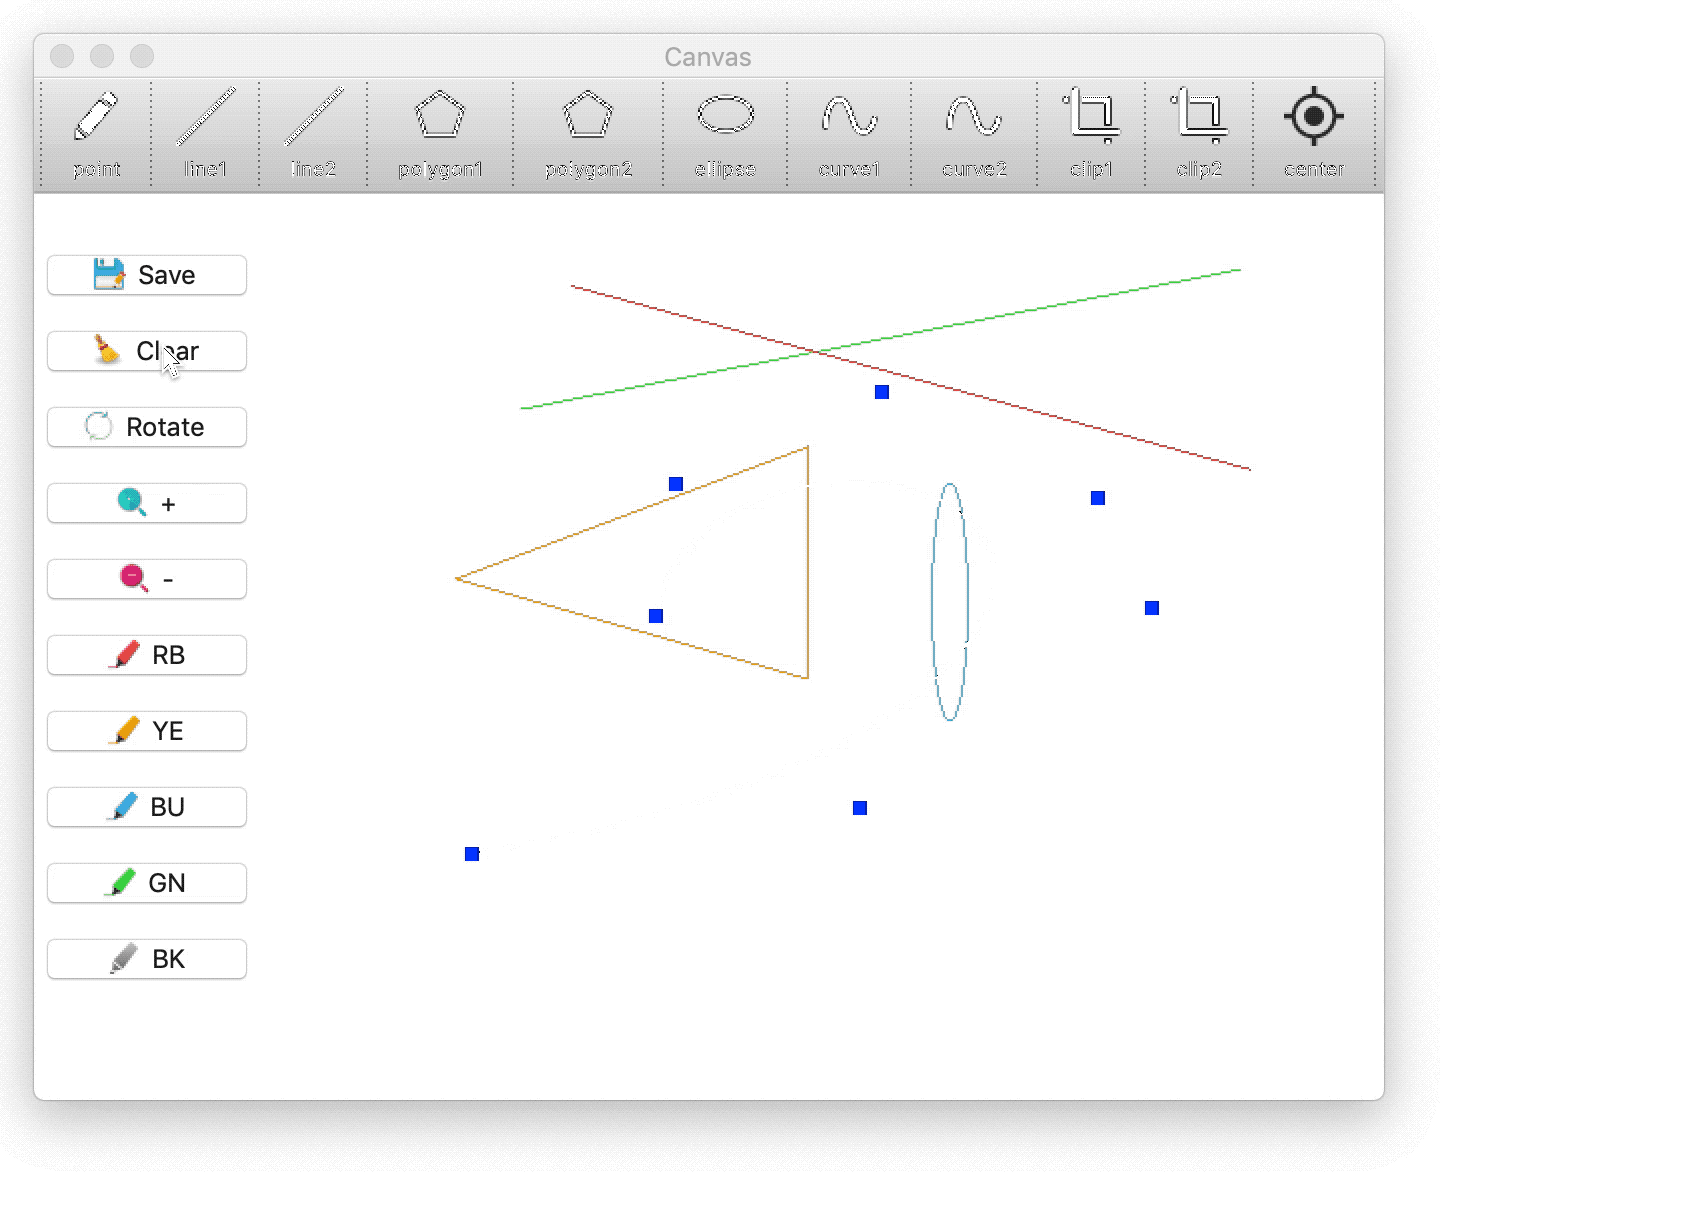 Canvas
point line1 line2 polygon1 polygon2 ellipse curve1 curve2 clip1 clip2 center
Save
Clear
Rotate
+
-
RB
YE
BU
GN
BK